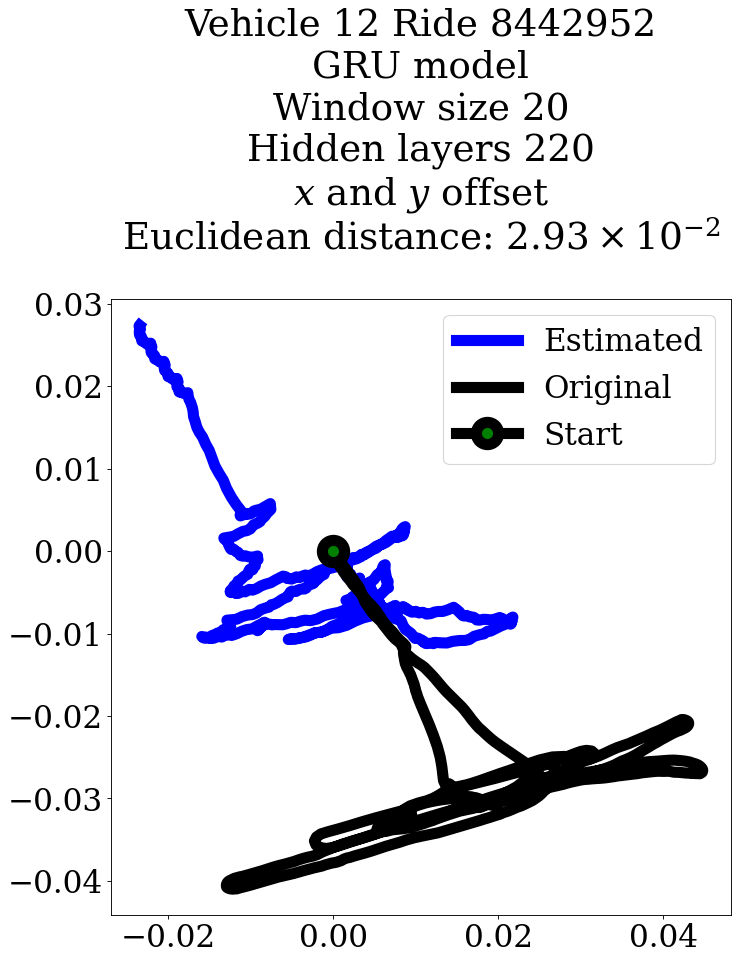 Vehicle 12 Ride 8442952
GRU model
Window size 20
Hidden layers 220
x and y offset
Euclidean distance: 2.93 × 10⁻²
0.03
0.02
0.01
0.00
−0.01
−0.02
−0.03
−0.04
Estimated
Original
Start
−0.02
0.00
0.02
0.04